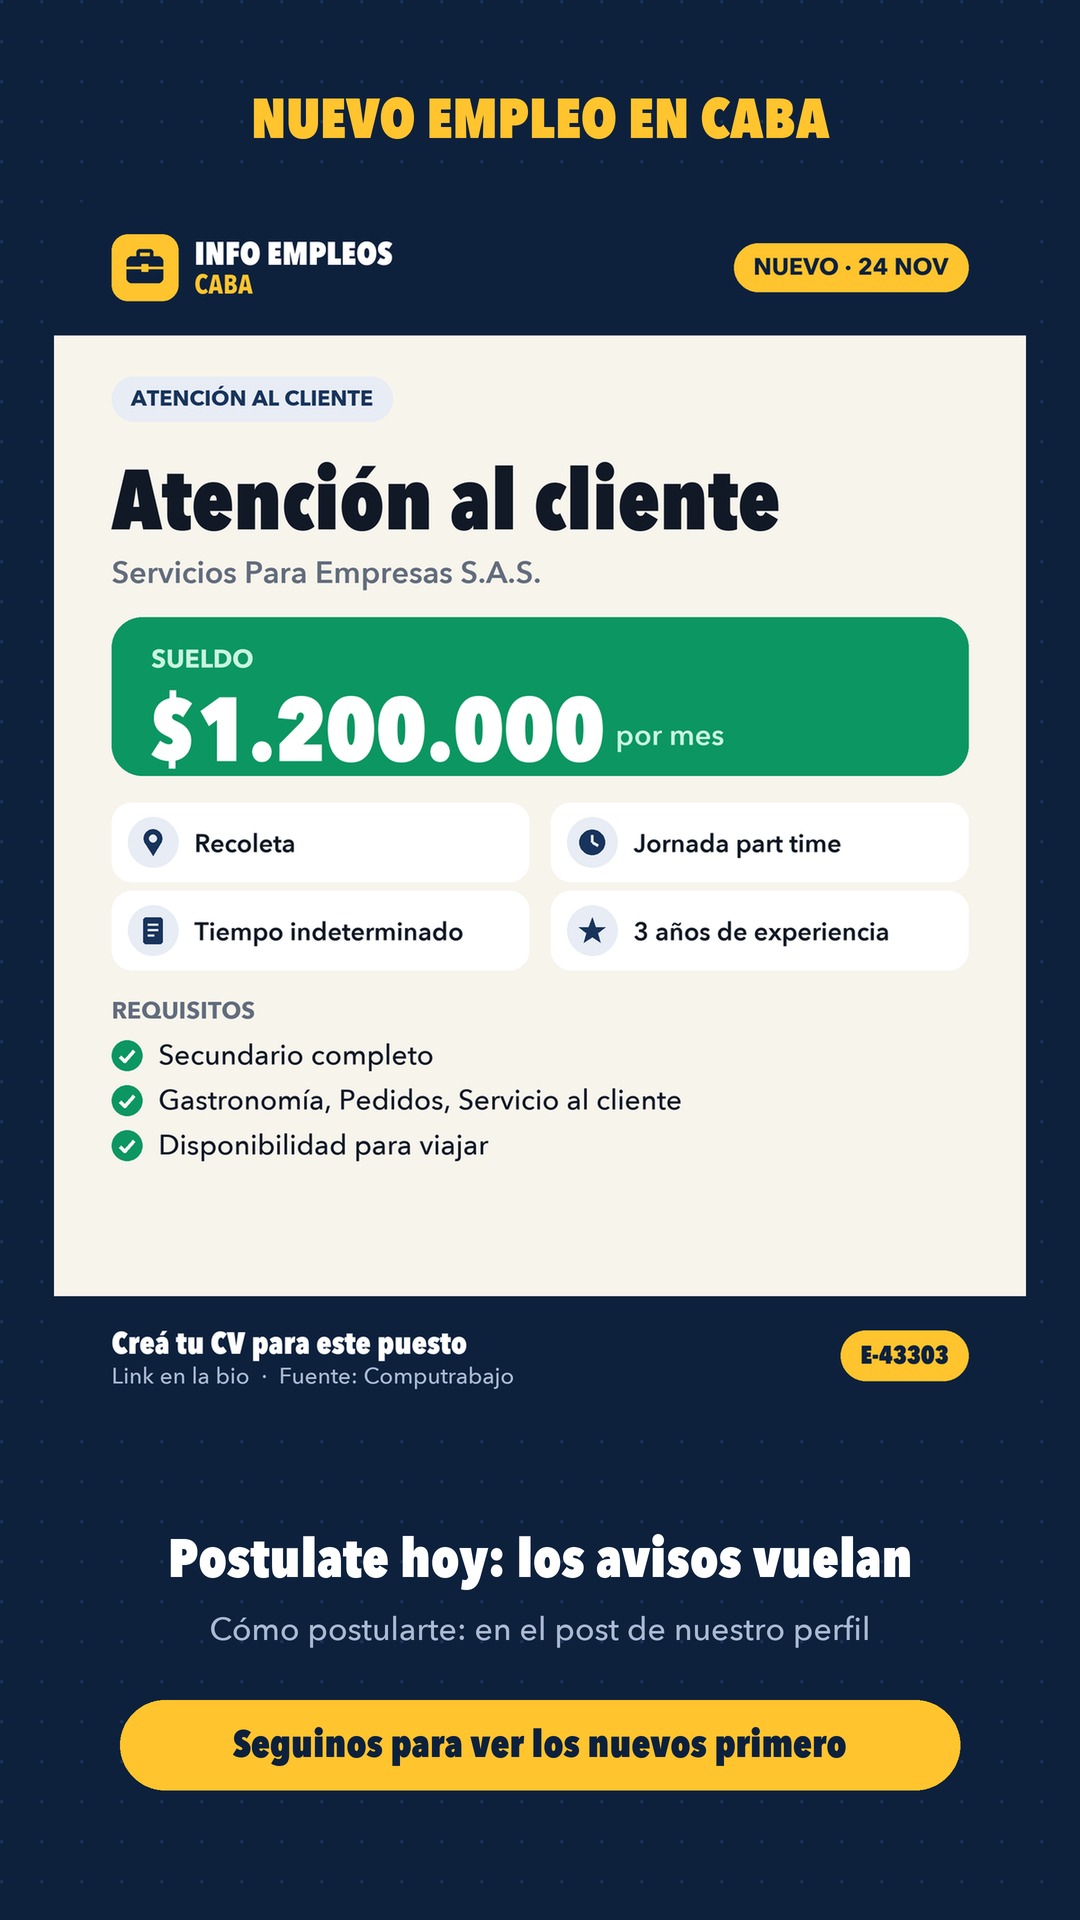 NUEVO EMPLEO EN CABA
INFO EMPLEOS
CABA
NUEVO · 24 NOV
ATENCIÓN AL CLIENTE
Atención al cliente
Servicios Para Empresas S.A.S.
SUELDO
$1.200.000 por mes
Recoleta
Jornada part time
Tiempo indeterminado
3 años de experiencia
REQUISITOS
Secundario completo
Gastronomía, Pedidos, Servicio al cliente
Disponibilidad para viajar
Creá tu CV para este puesto
Link en la bio · Fuente: Computrabajo
E-43303
Postulate hoy: los avisos vuelan
Cómo postularte: en el post de nuestro perfil
Seguinos para ver los nuevos primero